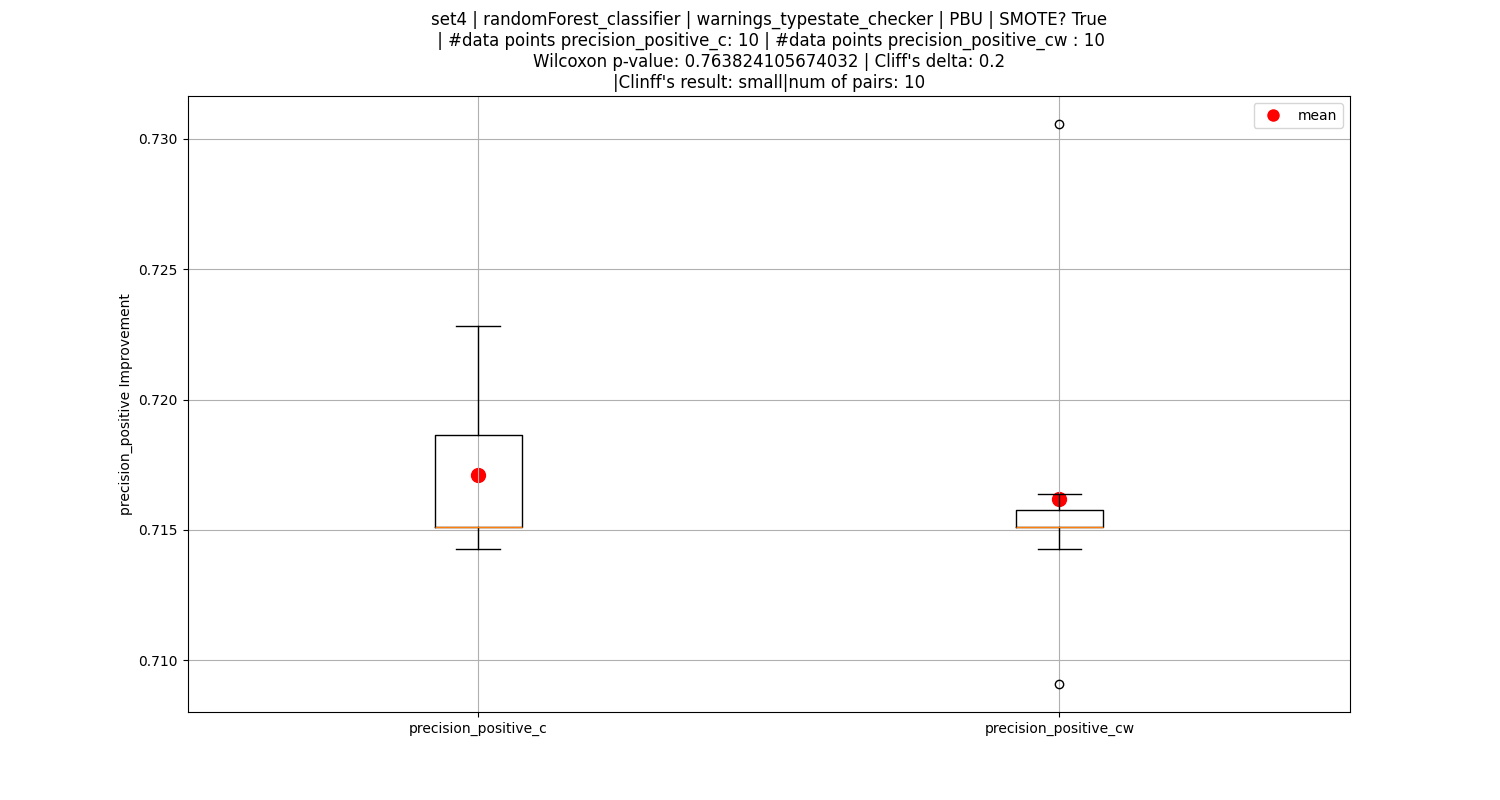 set4 | randomForest_classifier | warnings_typestate_checker | PBU | SMOTE? True
| #data points precision_positive_c: 10 | #data points precision_positive_cw : 10
Wilcoxon p-value: 0.763824105674032 | Cliff's delta: 0.2
|Clinff's result: small|num of pairs: 10
mean
0.730
0.725
0.720
0.715
0.710
precision_positive Improvement
precision_positive_c
precision_positive_cw